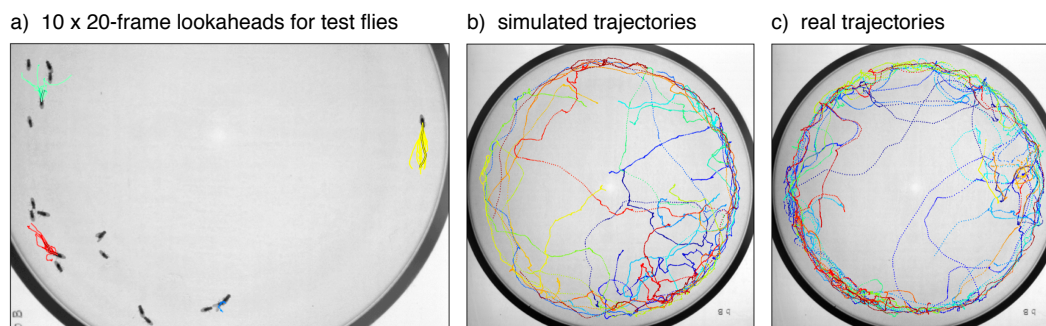 a) 10 x 20-frame lookaheads for test flies
b) simulated trajectories
c) real trajectories